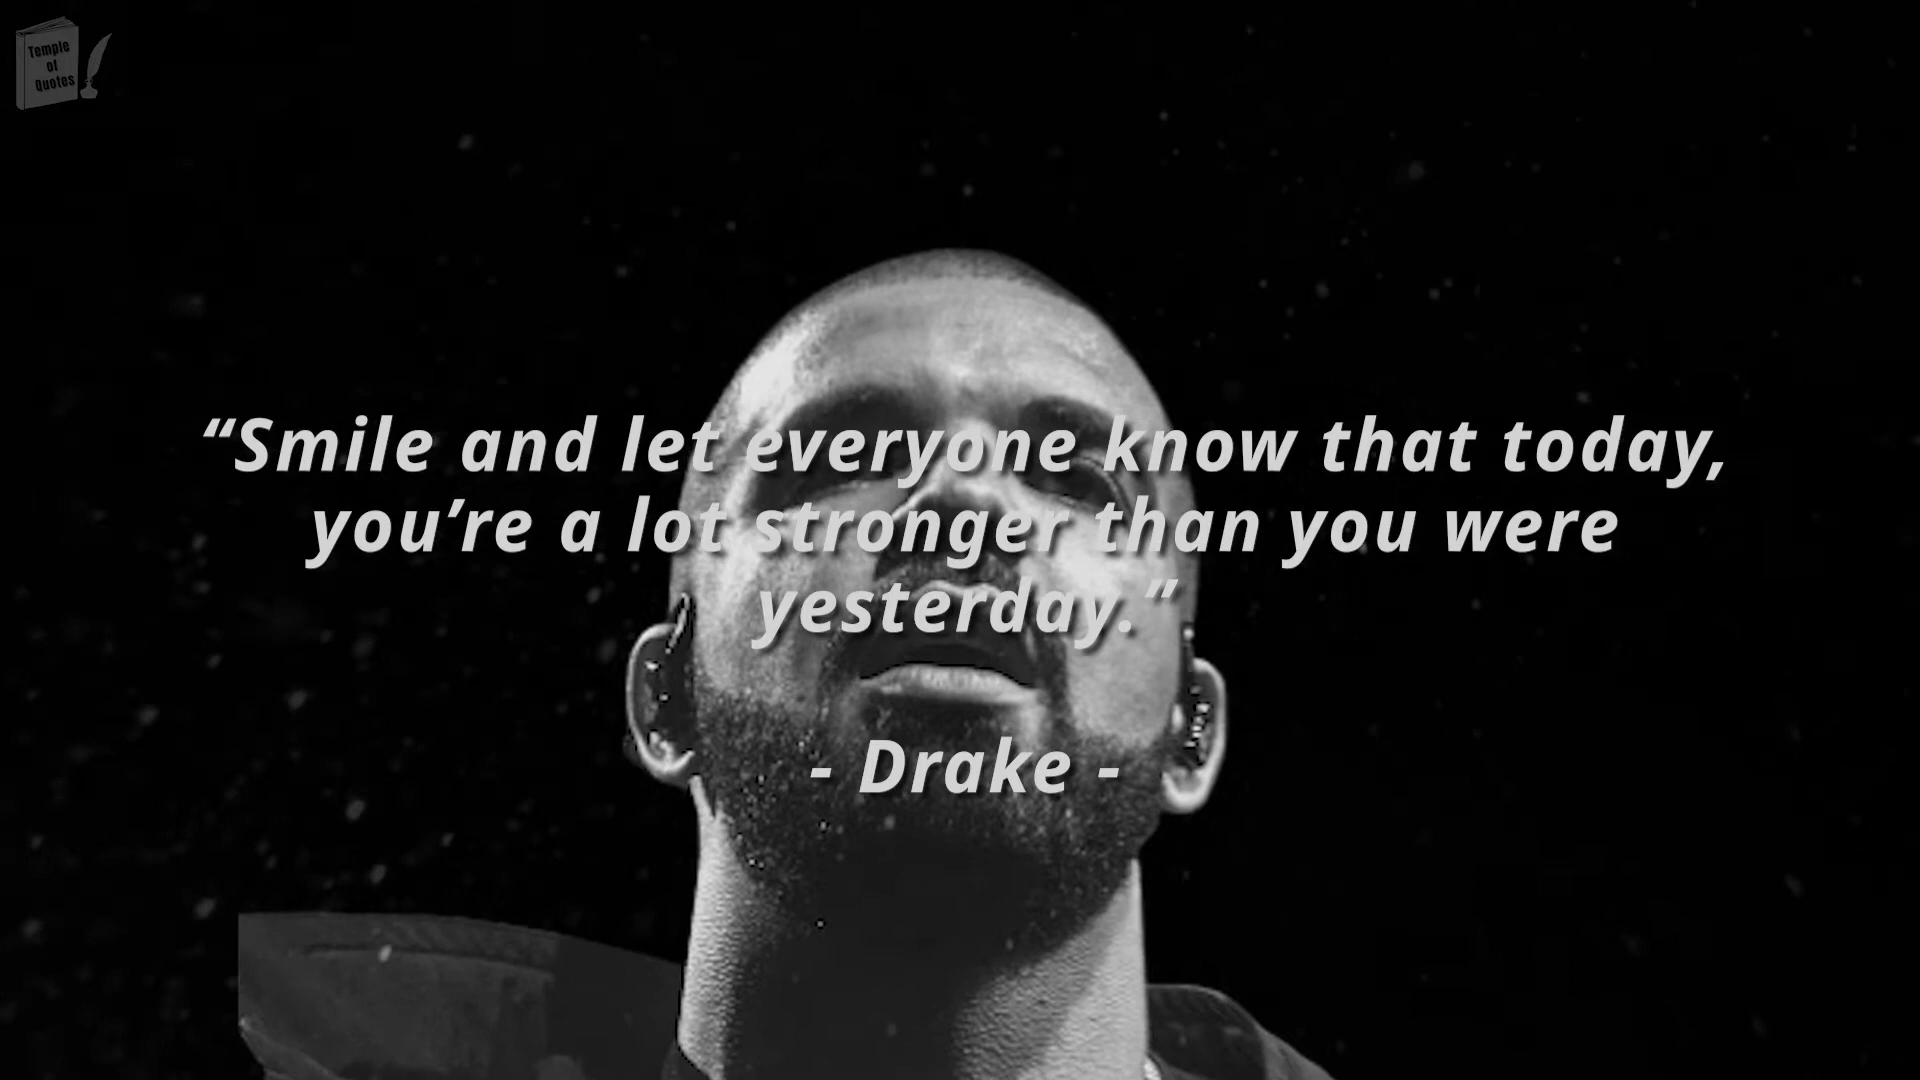 Temple
of
Quotes
“Smile and let everyone know that today,
you’re a lot stronger than you were
yesterday.”
- Drake -